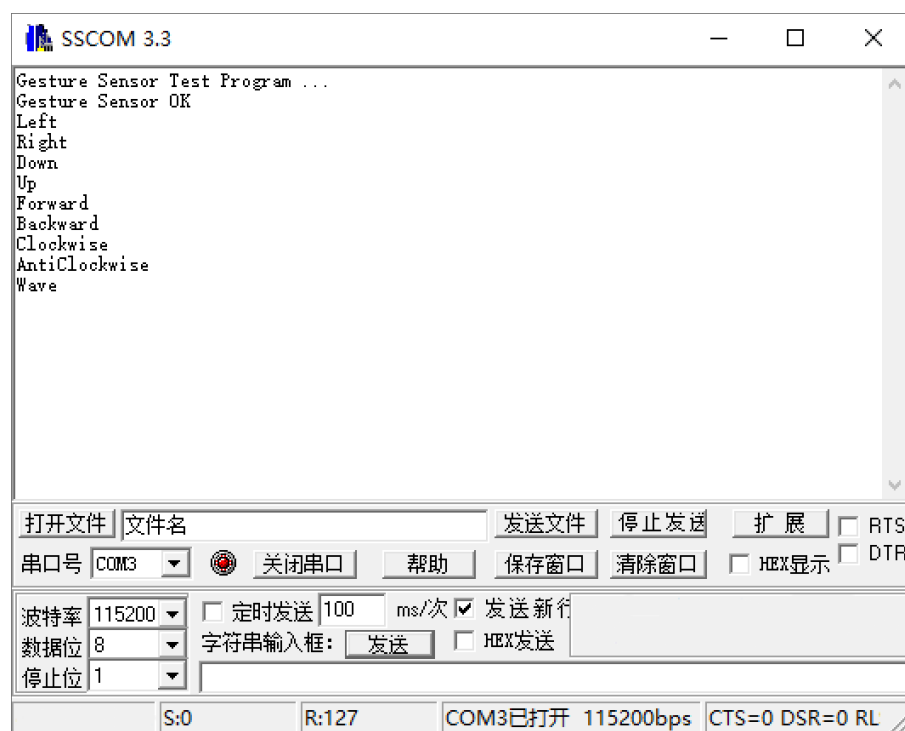 SSCOM 3.3
Gesture Sensor Test Program ...
Gesture Sensor OK
Left
Right
Down
Up
Forward
Backward
Clockwise
AntiClockwise
Wave
打开文件 文件名 发送文件 停止发送 扩展 RTS
串口号 COM3 关闭串口 帮助 保存窗口 清除窗口 HEX显示 DTR
波特率 115200 定时发送 100 ms/次 发送新行
数据位 8 字符串输入框： 发送 HEX发送
停止位 1
S:0 R:127 COM3已打开 115200bps CTS=0 DSR=0 RL